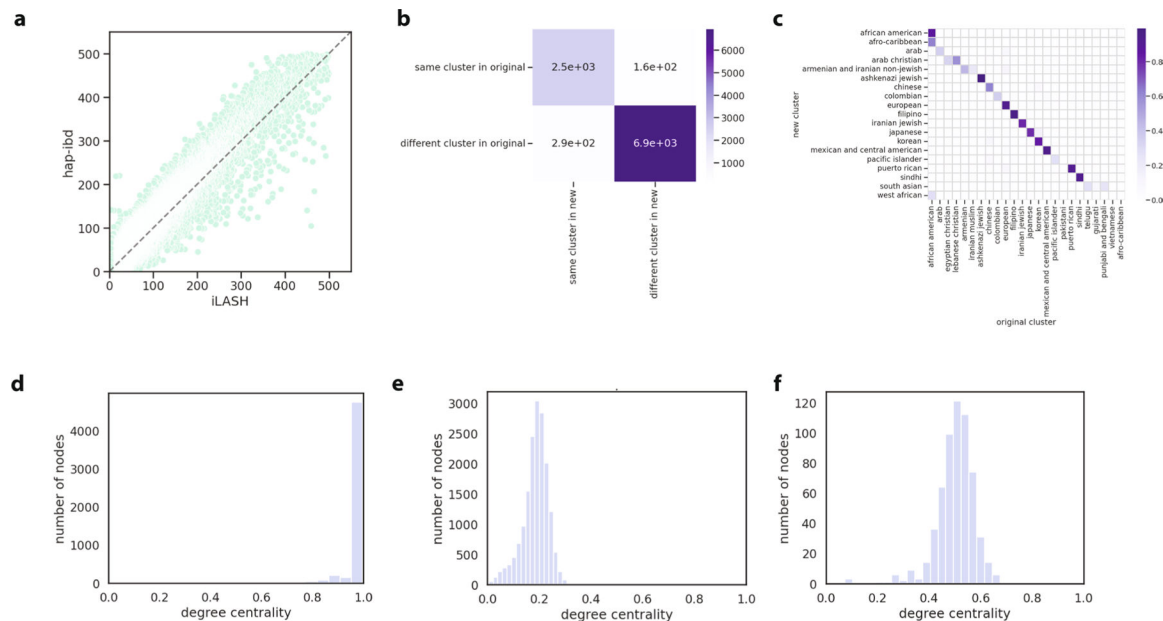 a
hap-ibd
500
400
300
200
100
0
0 100 200 300 400 500
iLASH
b
same cluster in original
different cluster in original
2.5e+03 1.6e+02
2.9e+02 6.9e+03
same cluster in new
different cluster in new
6000
5000
4000
3000
2000
1000
c
new cluster
african american
afro-caribbean
arab
arab christian
armenian and iranian non-jewish
ashkenazi jewish
chinese
colombian
european
filipino
iranian jewish
japanese
korean
mexican and central american
pacific islander
puerto rican
sindhi
south asian
west african
african american
arab
egyptian christian
lebanese christian
armenian
iranian muslim
ashkenazi jewish
chinese
colombian
european
filipino
iranian jewish
japanese
korean
mexican and central american
pacific islander
pakistani
puerto rican
sindhi
telugu
gujarati
punjabi and bengali
vietnamese
afro-caribbean
original cluster
0.8
0.6
0.4
0.2
0.0
d
number of nodes
4000
3000
2000
1000
0
0.0 0.2 0.4 0.6 0.8 1.0
degree centrality
e
number of nodes
3000
2500
2000
1500
1000
500
0
0.0 0.2 0.4 0.6 0.8 1.0
degree centrality
f
number of nodes
120
100
80
60
40
20
0
0.0 0.2 0.4 0.6 0.8 1.0
degree centrality